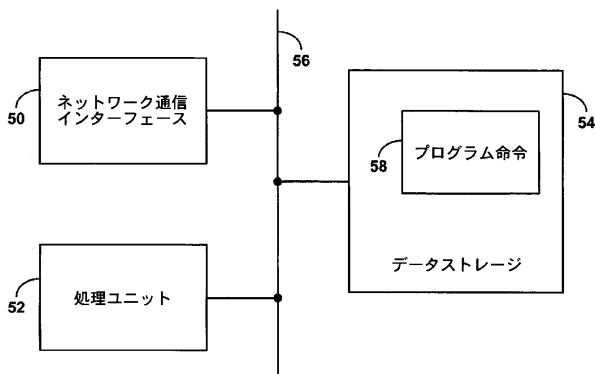 56
50
ネットワーク通信
インターフェース
54
58
プログラム命令
データストレージ
52
処理ユニット